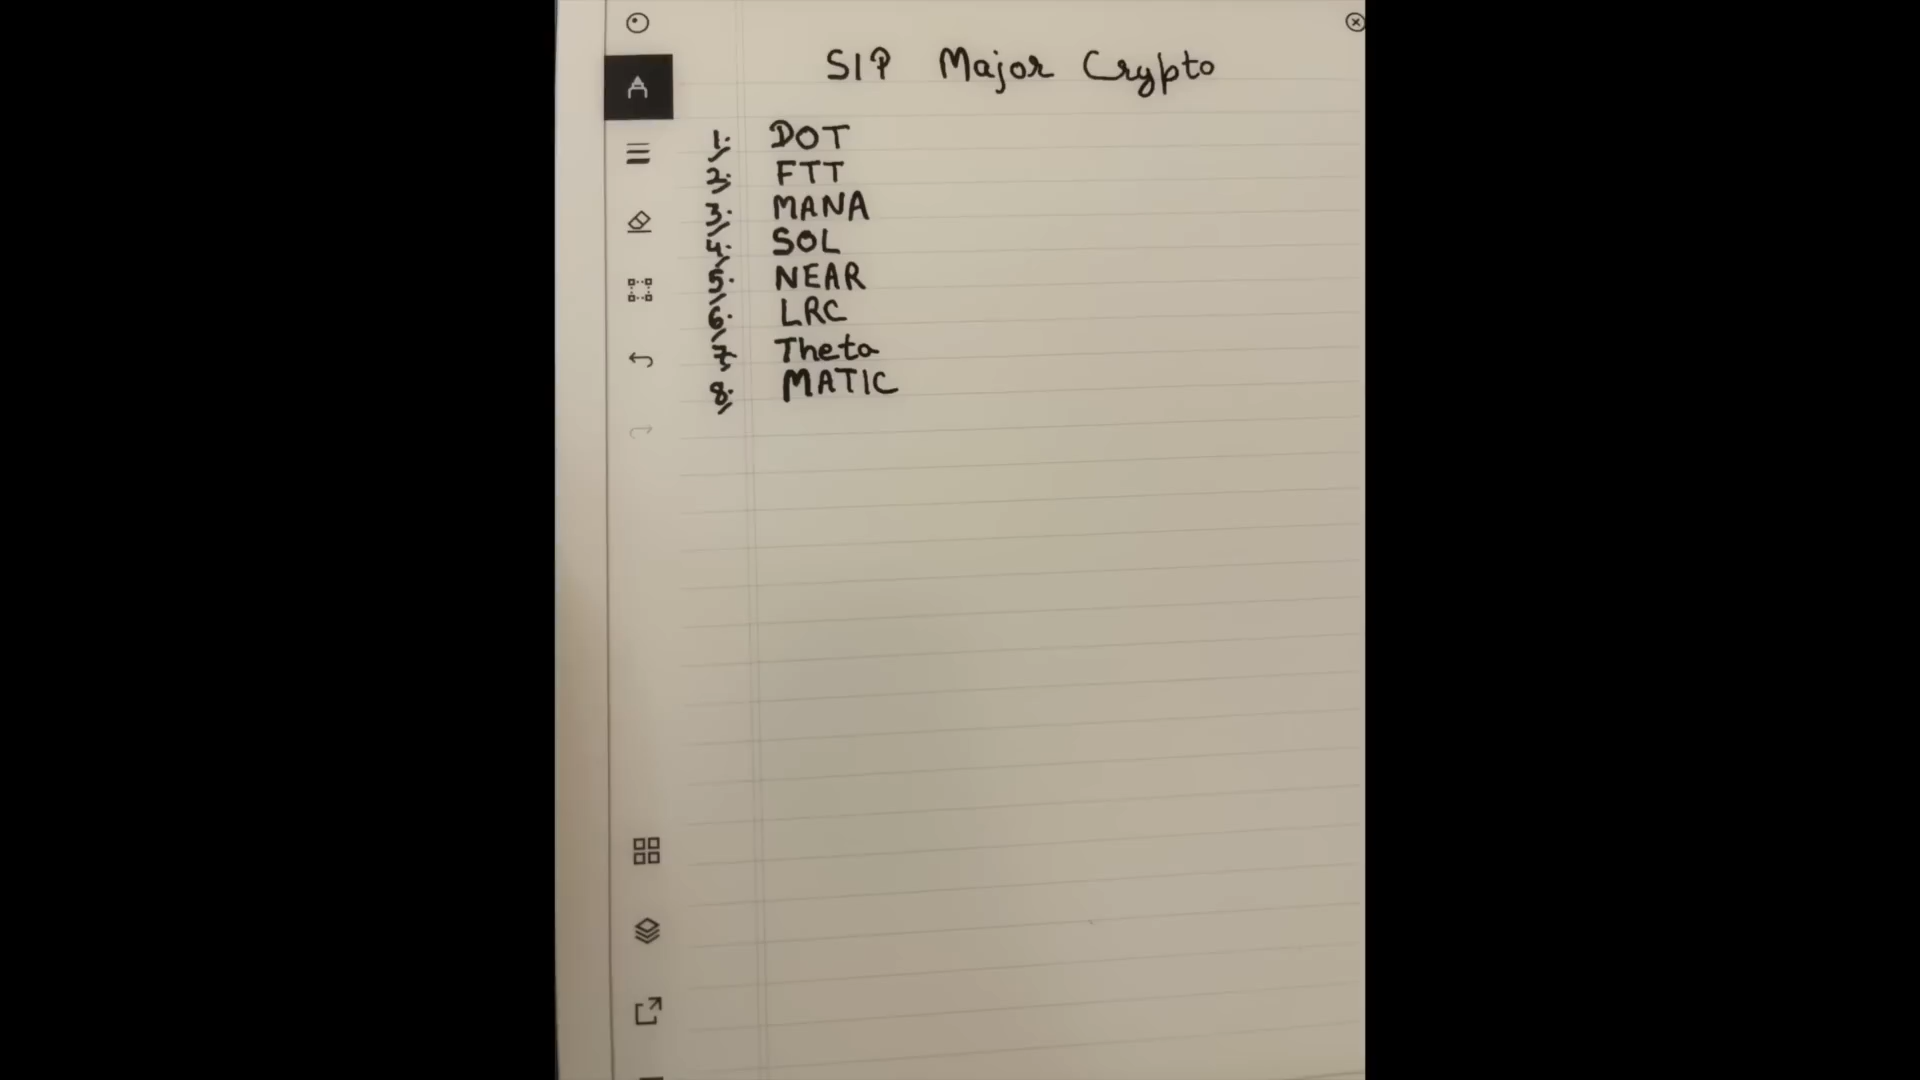 SIP Major Crypto
1. DOT
2. FTT
3. MANA
4. SOL
5. NEAR
6. LRC
7. Theta
8. MATIC